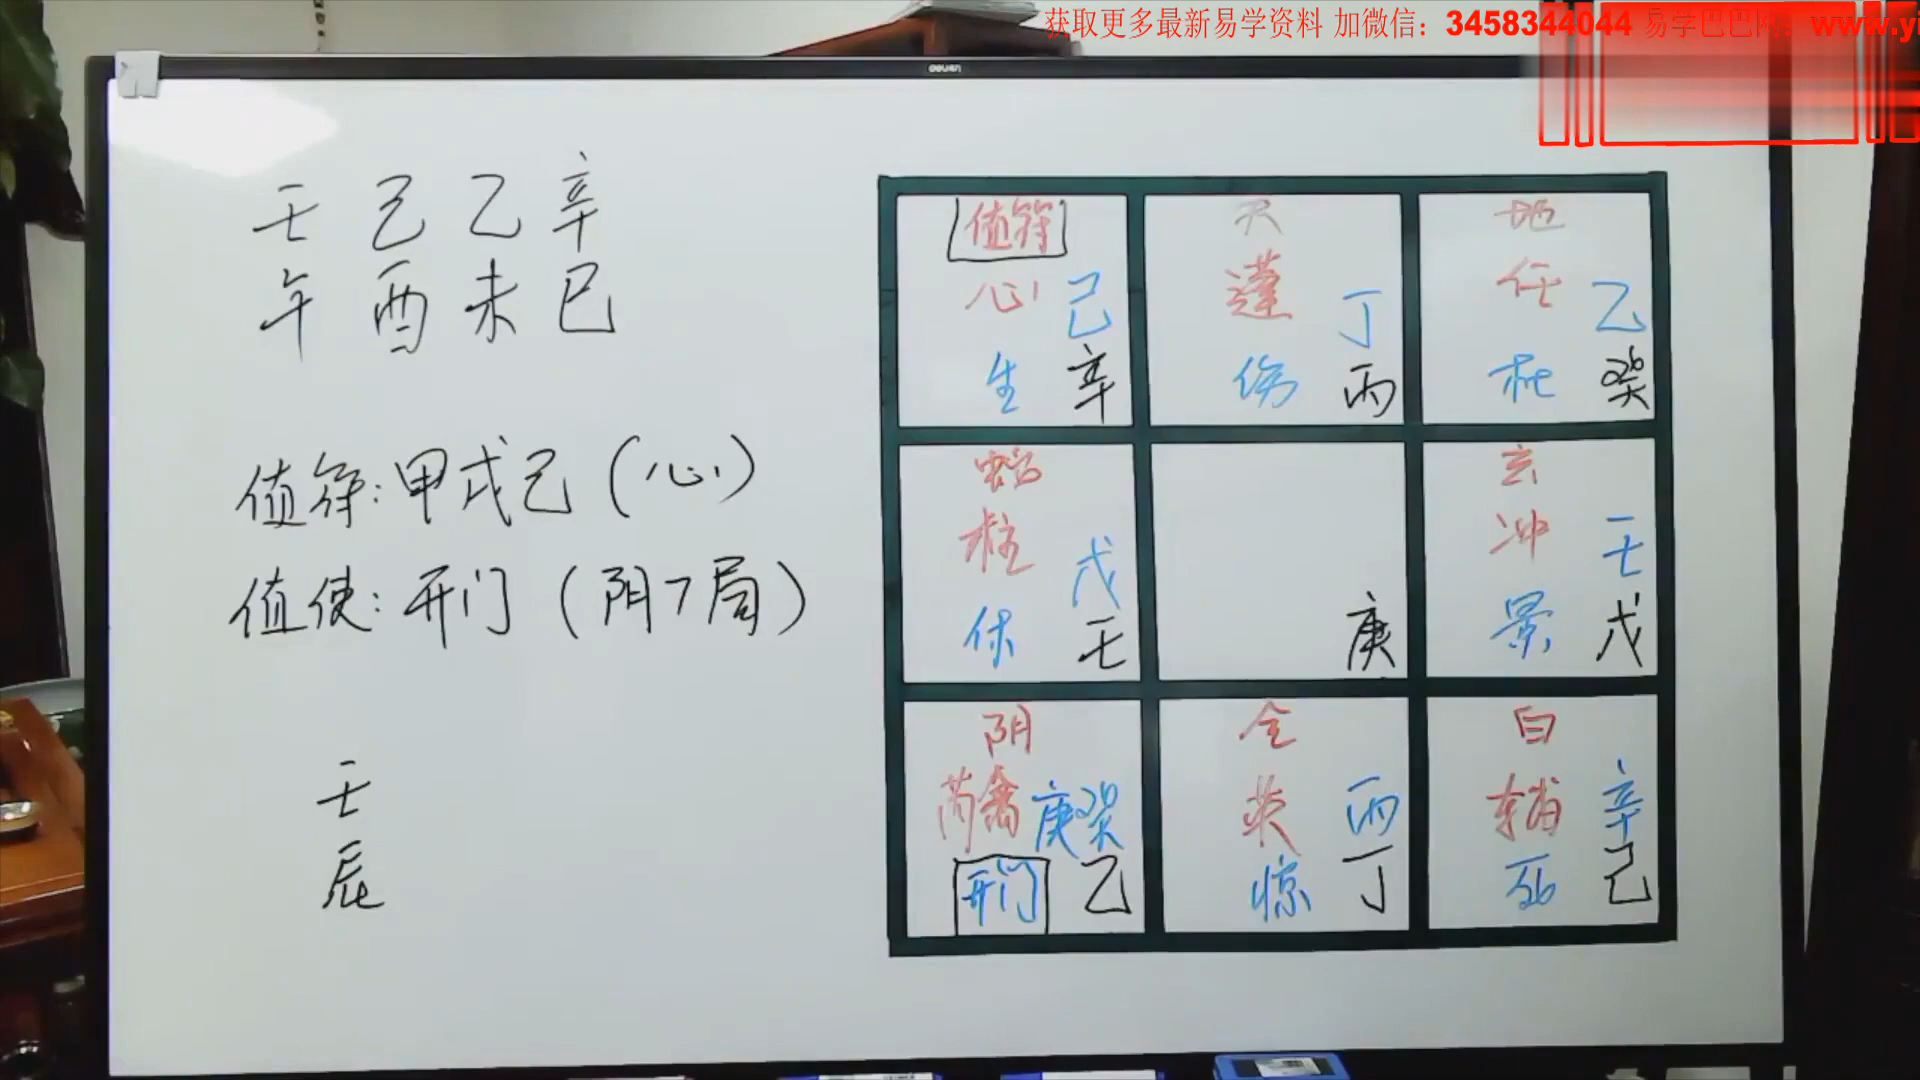 获取更多最新易学资料 加微信：3458344044 易学巴巴网：www.y
deli
壬 己 乙 辛
午 酉 未 巳
值符：甲戌己（心）
值使：开门（阴7局）
壬
辰
值符 天 地
心 己 蓬 丁 任 乙
生 辛 伤 丙 杜 癸
玄
柱 戊 冲 壬
休 壬 庚 景 戊
阴 合 白
芮禽 庚癸 英 丙 辅 辛
开门 乙 惊 丁 死 己